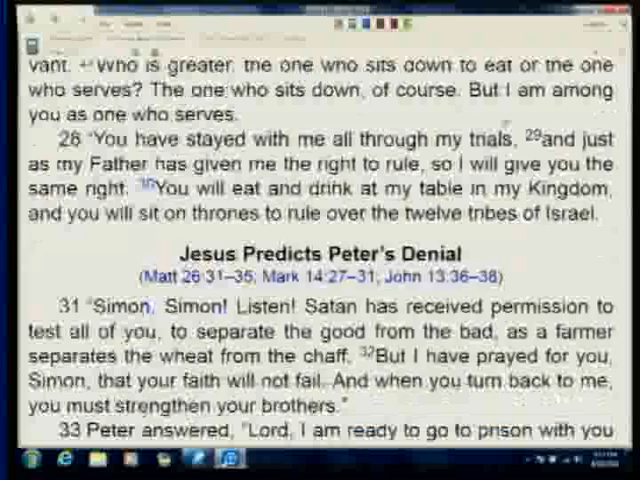 vant. 27Who is greater, the one who sits down to eat or the one
who serves? The one who sits down, of course. But I am among
you as one who serves.
28 "You have stayed with me all through my trials, 29and just
as my Father has given me the right to rule, so I will give you the
same right. 30You will eat and drink at my table in my Kingdom,
and you will sit on thrones to rule over the twelve tribes of Israel.
Jesus Predicts Peter's Denial
(Matt 26:31–35; Mark 14:27–31; John 13:36–38)
31 "Simon, Simon! Listen! Satan has received permission to
test all of you, to separate the good from the bad, as a farmer
separates the wheat from the chaff. 32But I have prayed for you,
Simon, that your faith will not fail. And when you turn back to me,
you must strengthen your brothers."
33 Peter answered, "Lord, I am ready to go to prison with you